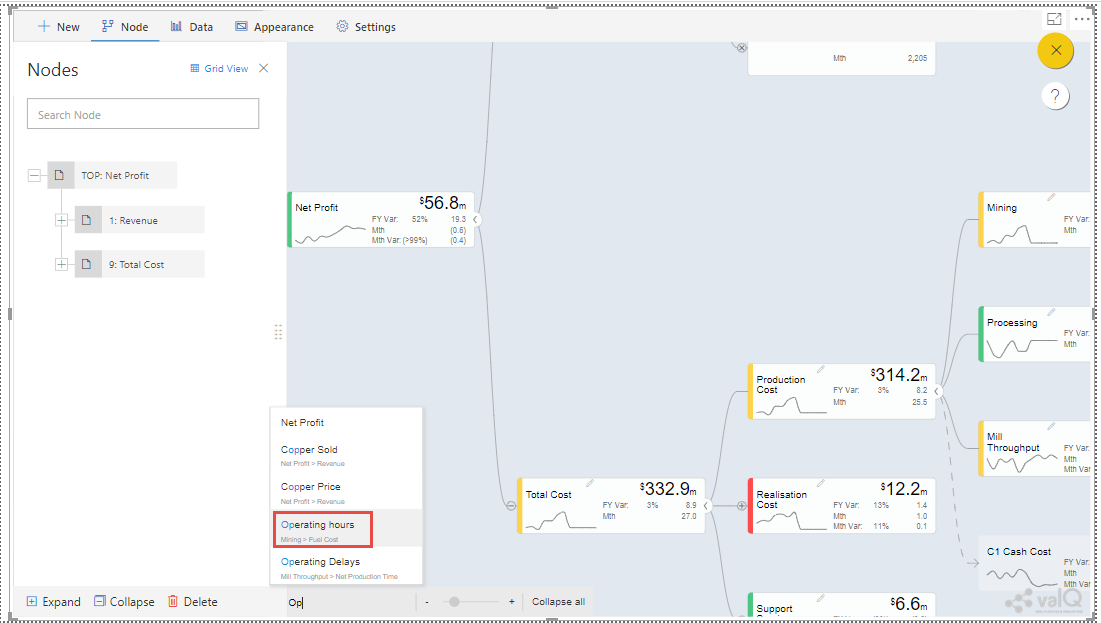 New
Node
Data
Appearance
Settings
Nodes
Grid View
Search Node
TOP: Net Profit
1: Revenue
9: Total Cost
Mth 2,205
?
Net Profit
$56.8m
FY Var: 52% 19.3
Mth (0.6)
Mth Var: (>99%) (0.4)
Mining
FY Var:
Mth
Processing
FY Var:
Mth
Production
Cost
$314.2m
FY Var: 3% 8.2
Mth 25.5
Mill
Throughput
FY Var:
Mth
Mth Var
Total Cost
$332.9m
FY Var: 3% 8.9
Mth 27.0
Realisation
Cost
$12.2m
FY Var: 13% 1.4
Mth 1.0
Mth Var: 11% 0.1
C1 Cash Cost
FY Var:
Mth
Mth Var
Support
$6.6m
Net Profit
Copper Sold
Net Profit > Revenue
Copper Price
Net Profit > Revenue
Operating hours
Mining > Fuel Cost
Operating Delays
Mill Throughput > Net Production Time
Expand
Collapse
Delete
Op
- +
Collapse all
valQ